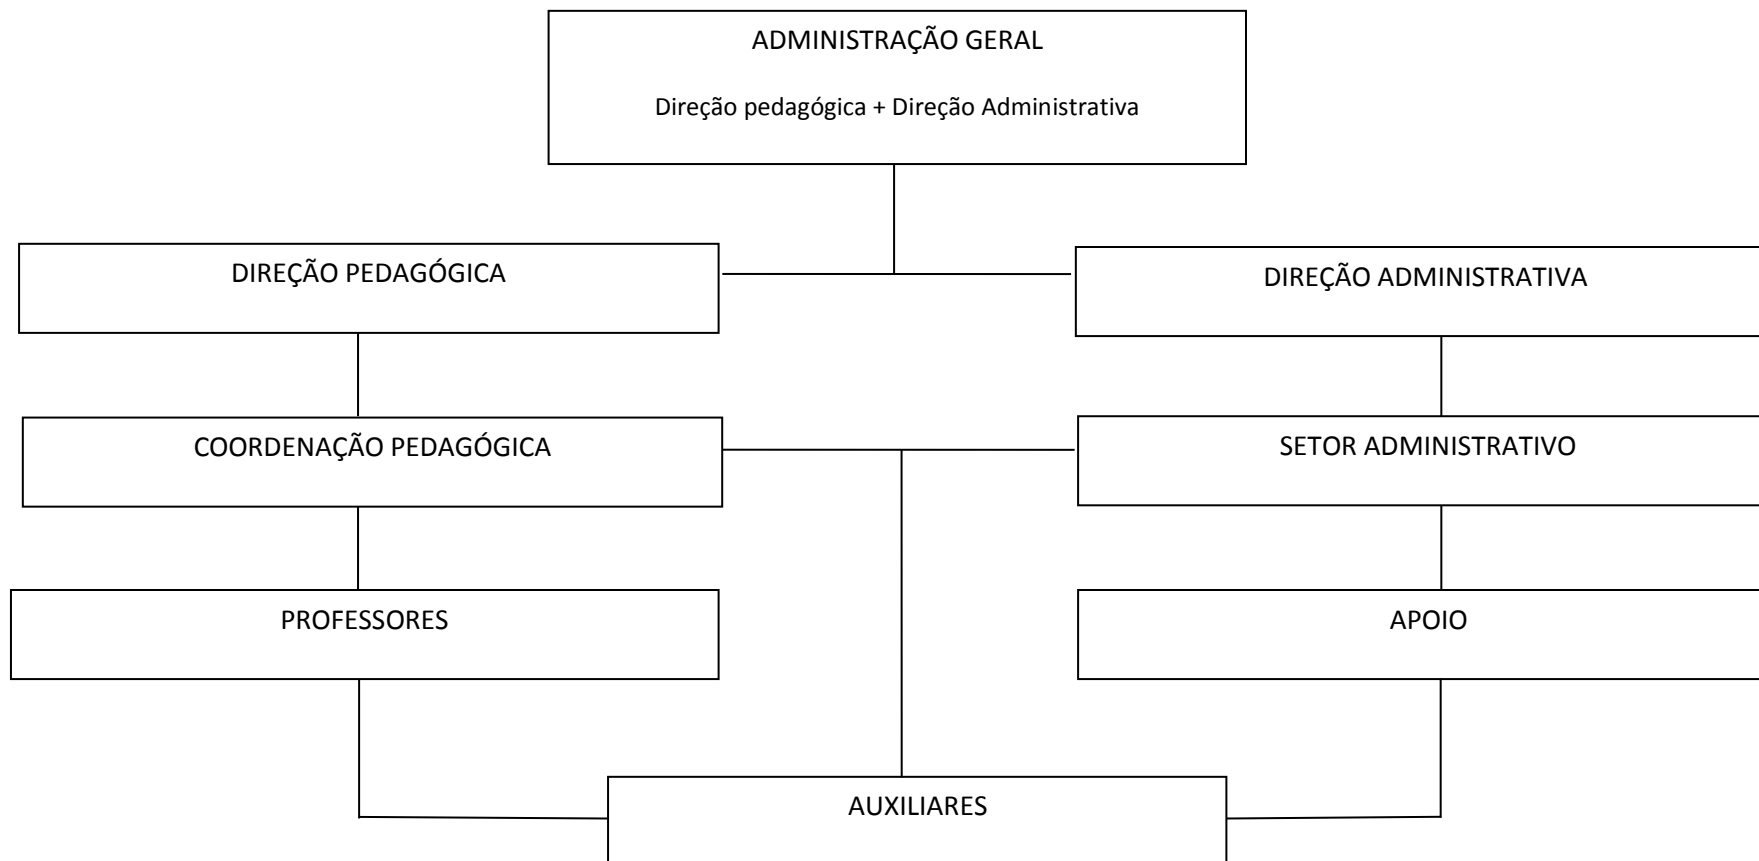 ADMINISTRAÇÃO GERAL
Direção pedagógica + Direção Administrativa
DIREÇÃO PEDAGÓGICA
DIREÇÃO ADMINISTRATIVA
COORDENAÇÃO PEDAGÓGICA
SETOR ADMINISTRATIVO
PROFESSORES
APOIO
AUXILIARES